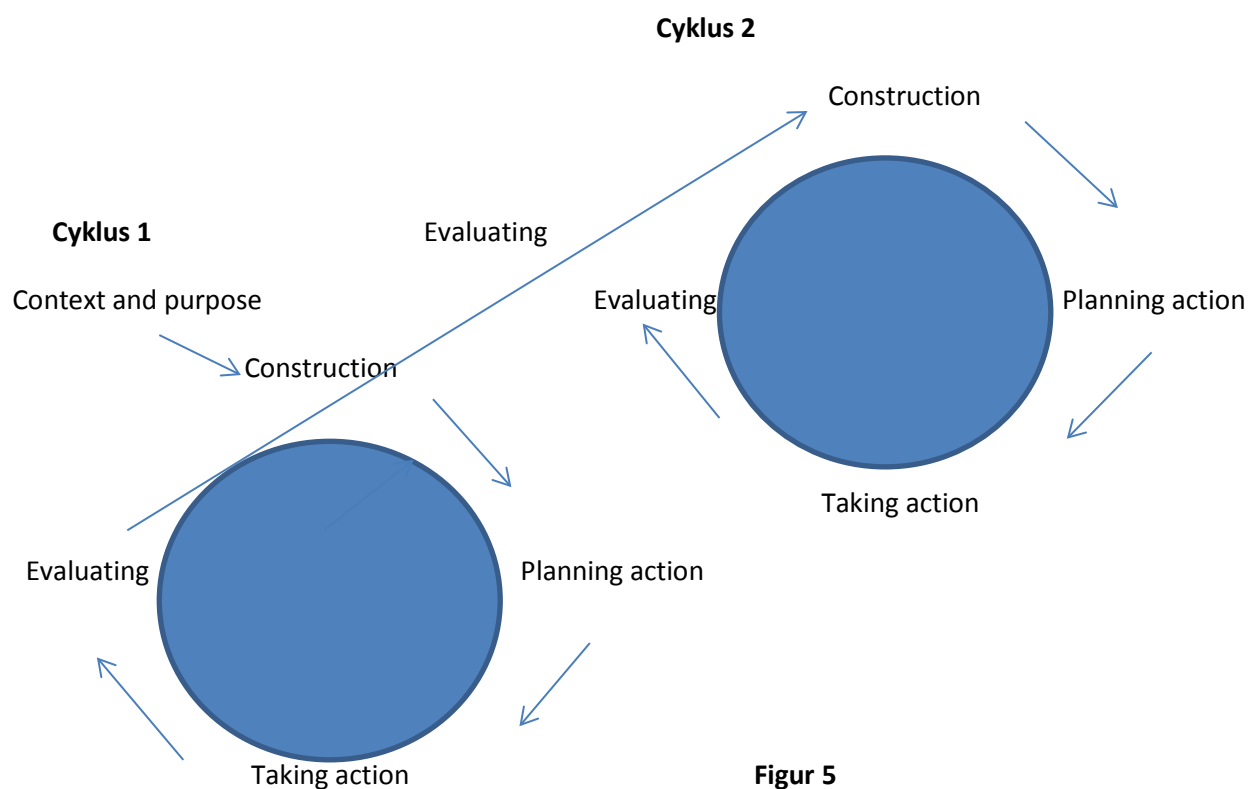 Cyklus 2
Construction
Cyklus 1
Evaluating
Context and purpose
Evaluating
Planning action
Construction
Taking action
Evaluating
Planning action
Taking action
Figur 5